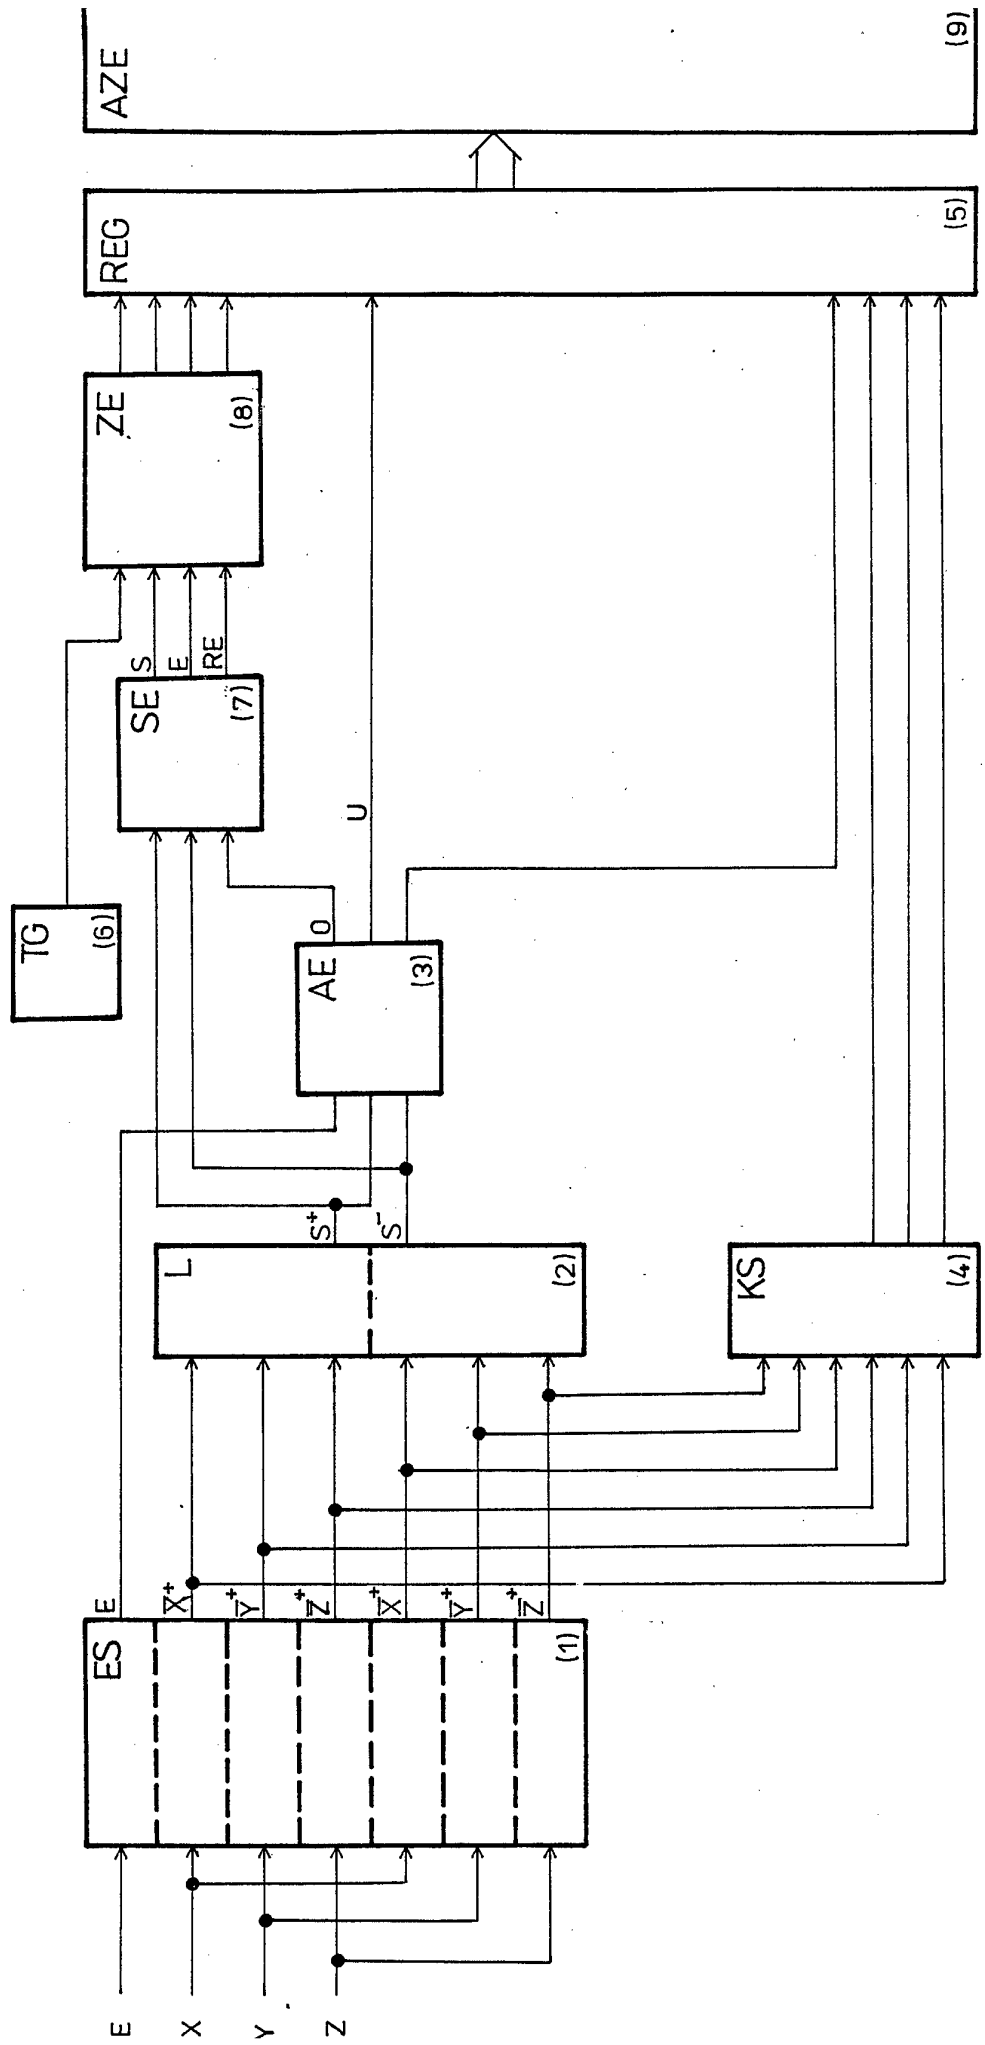 E
X
Y
Z
ES
(1)
E
X̅⁺
Y̅⁺
Z̅⁺
X̅⁺
Y̅⁺
Z̅⁺
L
(2)
S⁺
S⁻
KS
(4)
AE
(3)
O
U
TG
(6)
SE
(7)
S
E
RE
ZE
(8)
REG
(5)
AZE
(9)